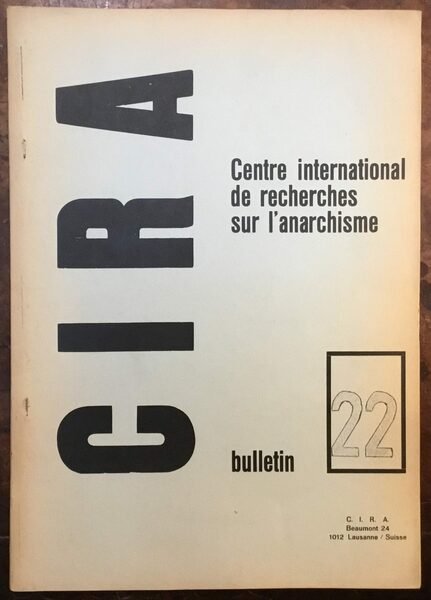 CIRA
Centre international
de recherches
sur l'anarchisme
bulletin
22
C. I. R. A.
Beaumont 24
1012 Lausanne / Suisse